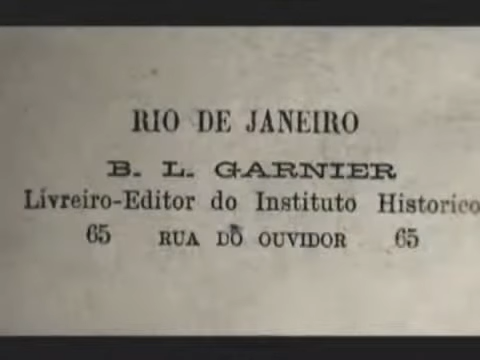 RIO DE JANEIRO
B. L. GARNIER
Livreiro-Editor do Instituto Historico
65 RUA DO OUVIDOR 65